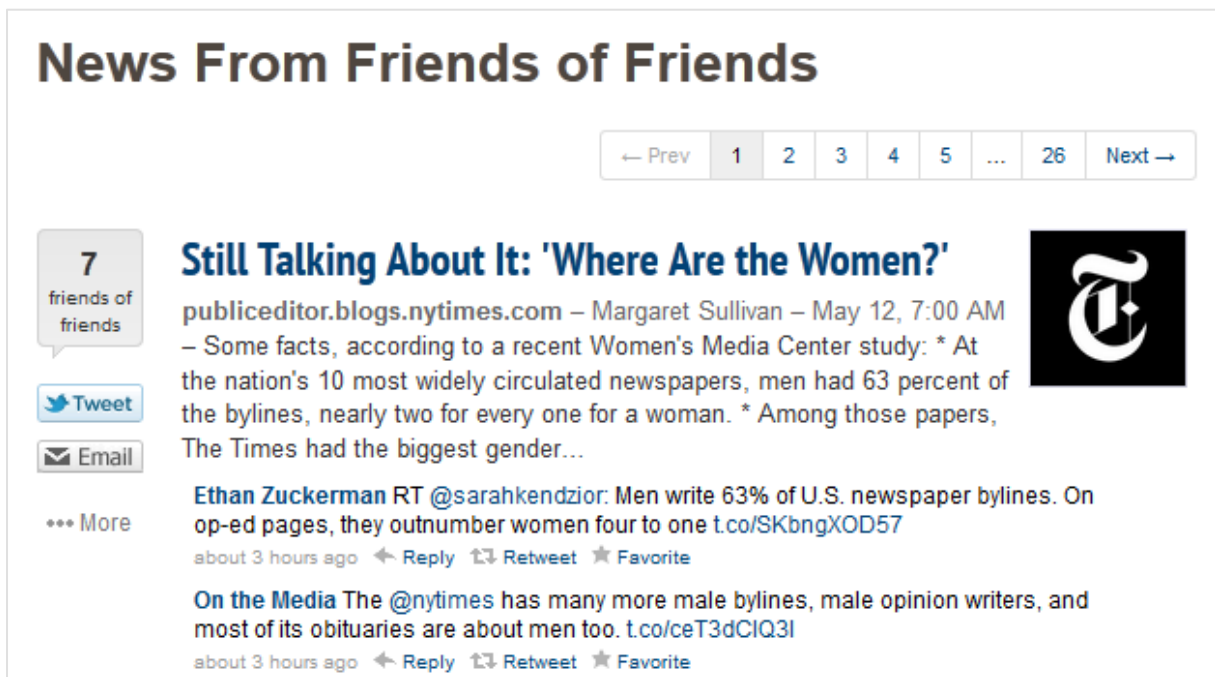 News From Friends of Friends
← Prev 1 2 3 4 5 ... 26 Next →
7
friends of
friends
Tweet
Email
••• More
Still Talking About It: 'Where Are the Women?'
publiceditor.blogs.nytimes.com – Margaret Sullivan – May 12, 7:00 AM
– Some facts, according to a recent Women's Media Center study: * At
the nation's 10 most widely circulated newspapers, men had 63 percent of
the bylines, nearly two for every one for a woman. * Among those papers,
The Times had the biggest gender...
T
Ethan Zuckerman RT @sarahkendzior: Men write 63% of U.S. newspaper bylines. On
op-ed pages, they outnumber women four to one t.co/SKbngXOD57
about 3 hours ago Reply Retweet Favorite
On the Media The @nytimes has many more male bylines, male opinion writers, and
most of its obituaries are about men too. t.co/ceT3dClQ3I
about 3 hours ago Reply Retweet Favorite